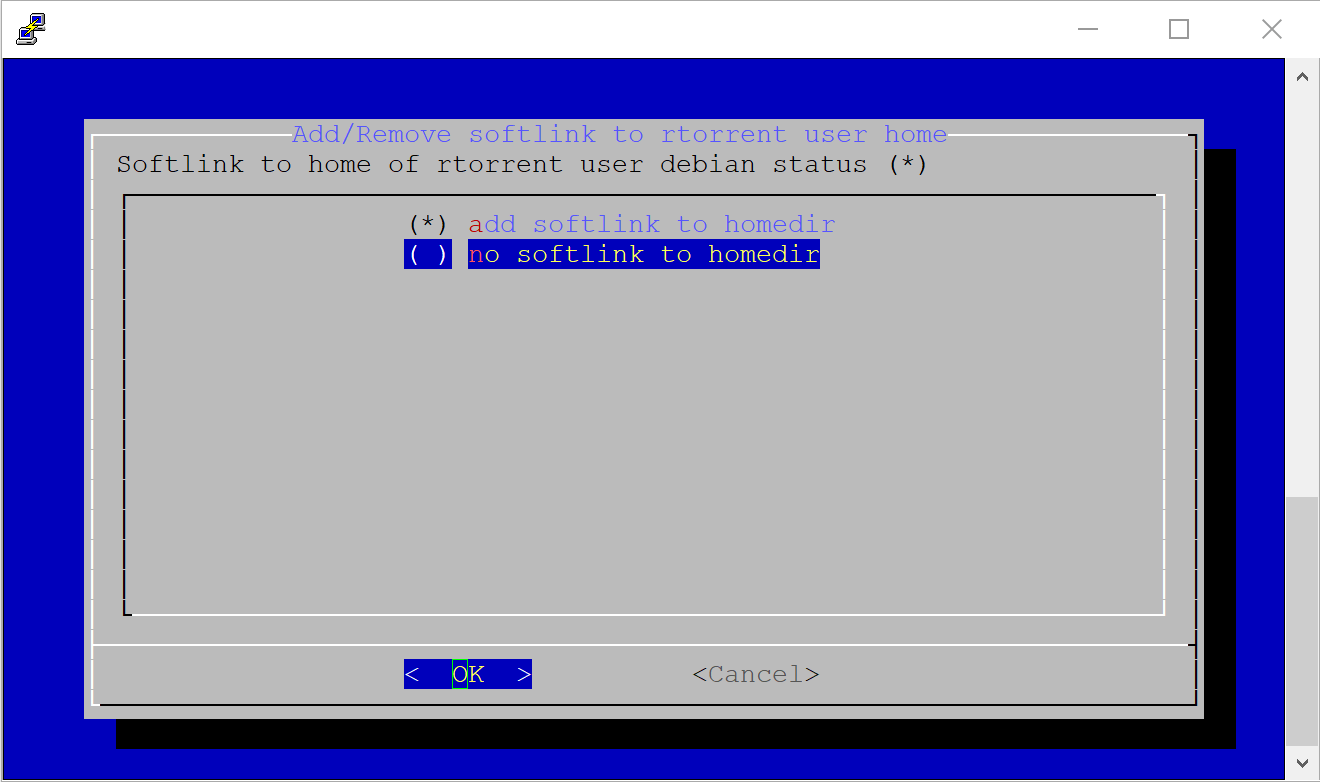 Add/Remove softlink to rtorrent user home
Softlink to home of rtorrent user debian status (*)
(*) add softlink to homedir
( ) no softlink to homedir
< OK > <Cancel>